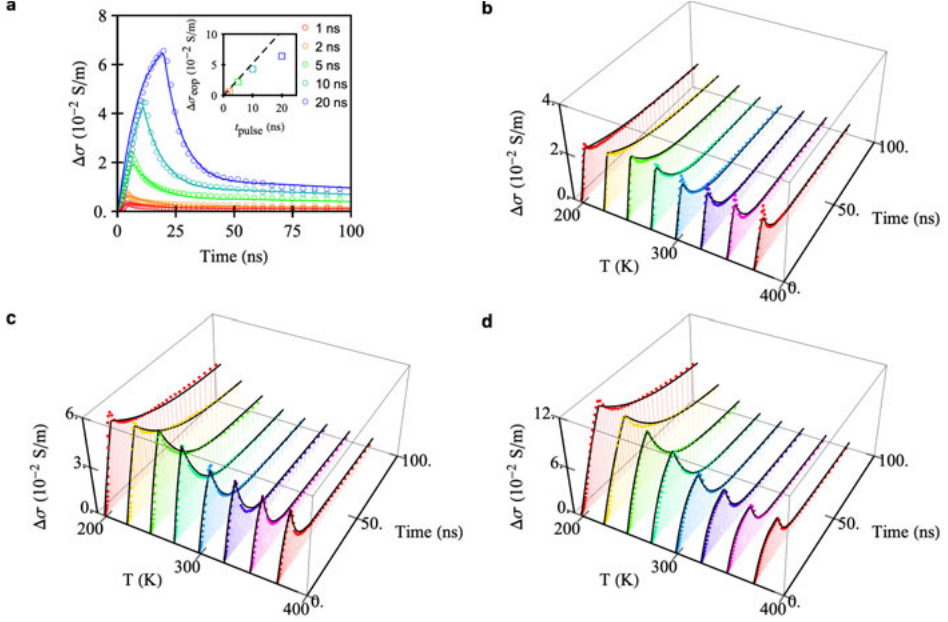 a
8
6
4
2
0.
Δσ (10⁻² S/m)
0
25
50
75
100
Time (ns)
10
5
0
Δσeop (10⁻² S/m)
0
10
20
tpulse (ns)
1 ns
2 ns
5 ns
10 ns
20 ns
b
4.
2.
0.
Δσ (10⁻² S/m)
200
300
400
T (K)
0.
50.
100.
Time (ns)
c
6.
3.
0.
Δσ (10⁻² S/m)
200
300
400
T (K)
0.
50.
100.
Time (ns)
d
12.
6.
0.
Δσ (10⁻² S/m)
200
300
400
T (K)
0.
50.
100.
Time (ns)